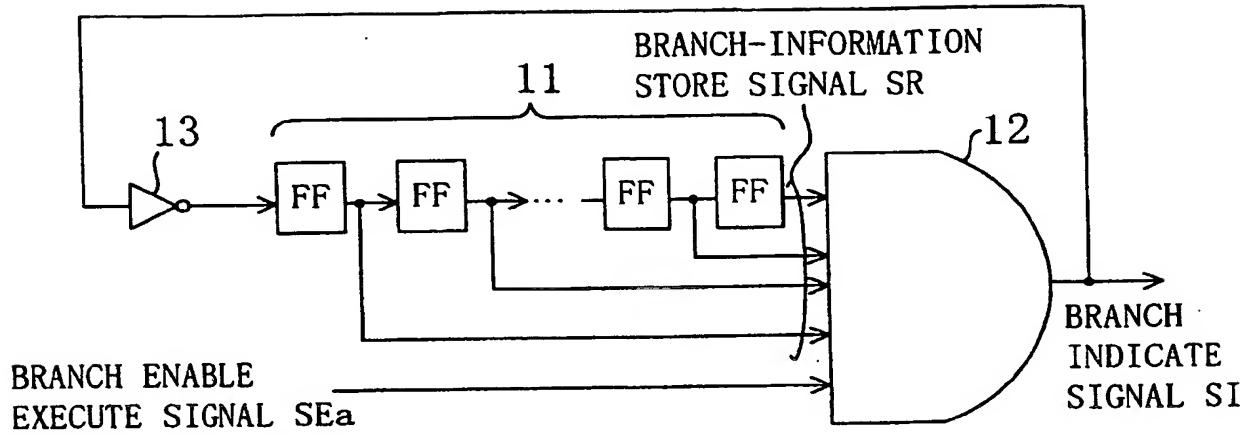 BRANCH-INFORMATION
STORE SIGNAL SR
11
13
12
FF
FF
...
FF
FF
BRANCH
INDICATE
SIGNAL SI
BRANCH ENABLE
EXECUTE SIGNAL SEa